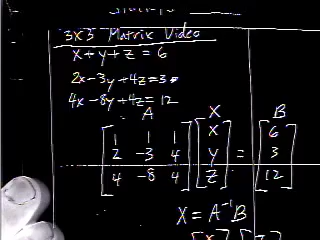 3x3 Matrix Video
x+y+z=6
2x-3y+4z=3
4x-8y+4z=12
A X B
[1 1 1] [x] [6]
[2 -3 4] [y] = [3]
[4 -8 4] [z] [12]
X = A⁻¹B